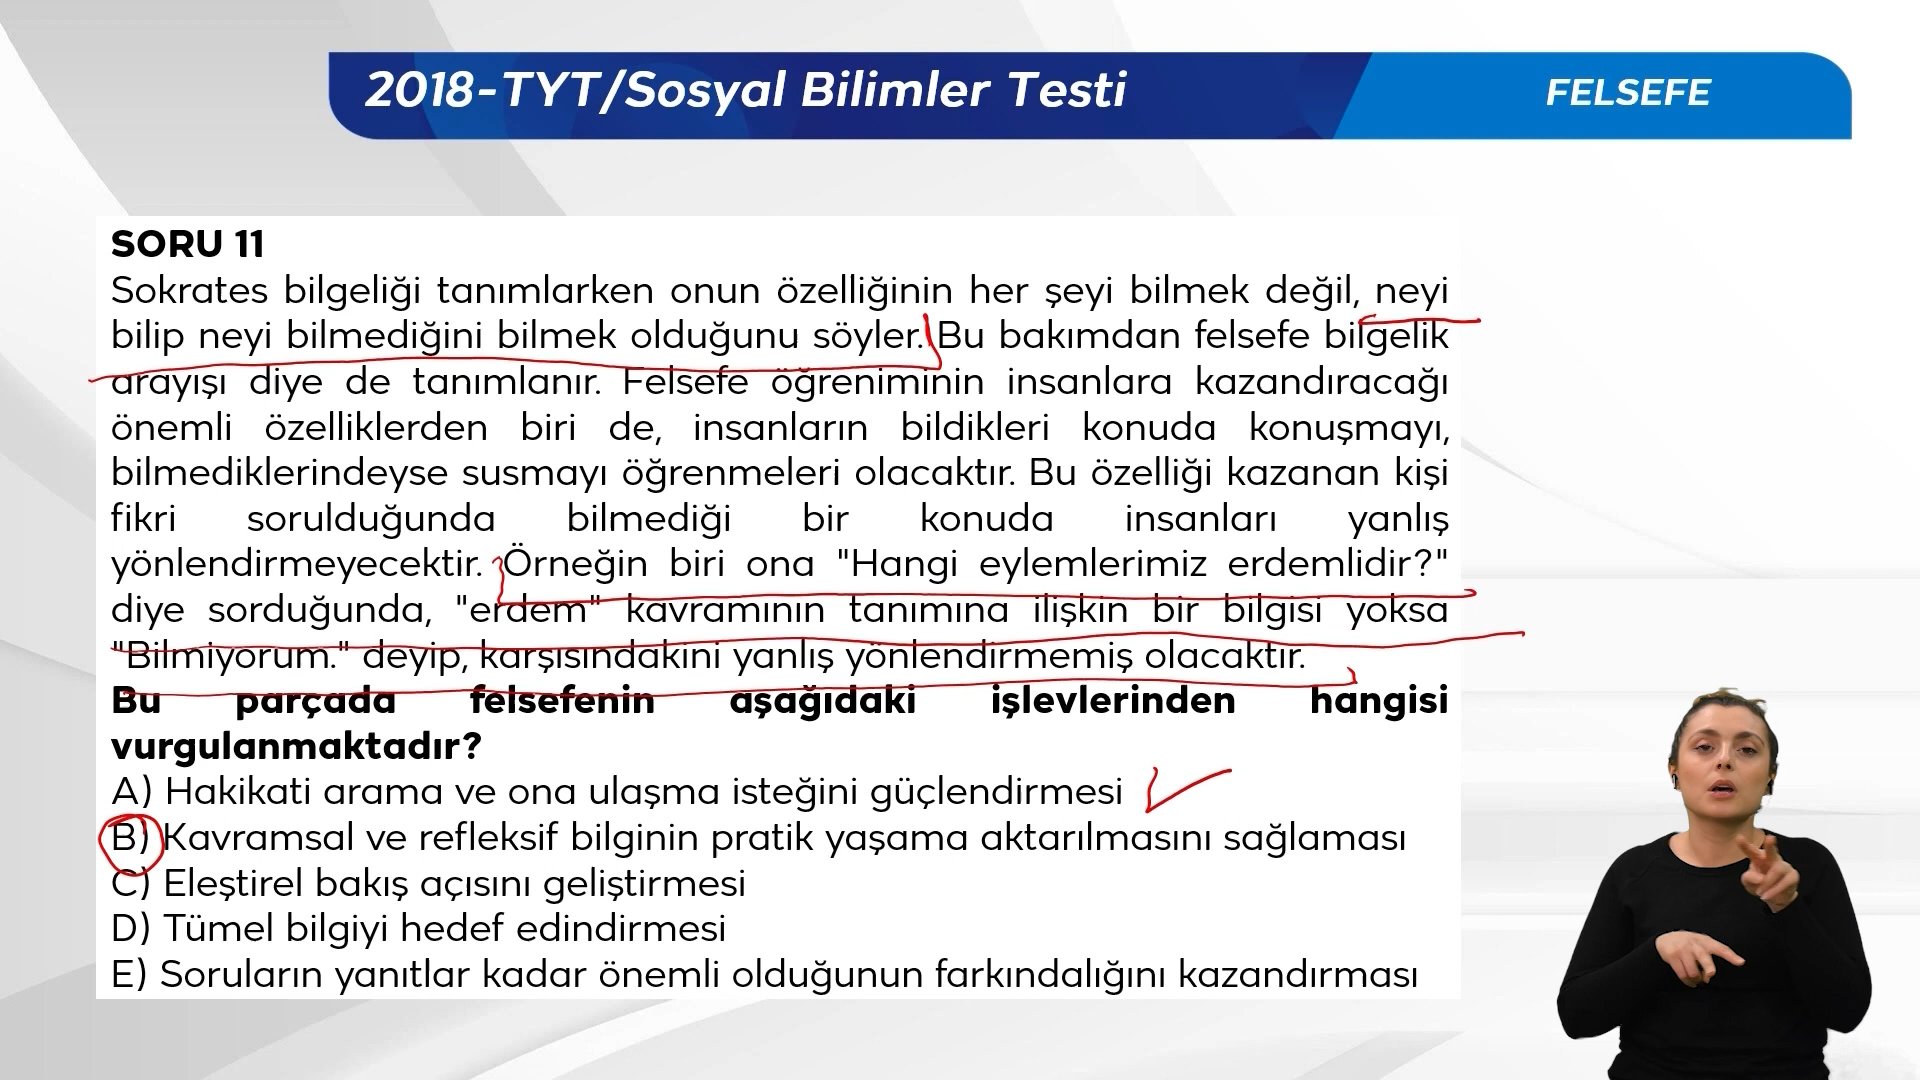 2018-TYT/Sosyal Bilimler Testi
FELSEFE
SORU 11
Sokrates bilgeliği tanımlarken onun özelliğinin her şeyi bilmek değil, neyi
bilip neyi bilmediğini bilmek olduğunu söyler. Bu bakımdan felsefe bilgelik
arayışı diye de tanımlanır. Felsefe öğreniminin insanlara kazandıracağı
önemli özelliklerden biri de, insanların bildikleri konuda konuşmayı,
bilmediklerindeyse susmayı öğrenmeleri olacaktır. Bu özelliği kazanan kişi
fikri sorulduğunda bilmediği bir konuda insanları yanlış
yönlendirmeyecektir. Örneğin biri ona "Hangi eylemlerimiz erdemlidir?"
diye sorduğunda, "erdem" kavramının tanımına ilişkin bir bilgisi yoksa
"Bilmiyorum." deyip, karşısındakini yanlış yönlendirmemiş olacaktır.
Bu parçada felsefenin aşağıdaki işlevlerinden hangisi
vurgulanmaktadır?
A) Hakikati arama ve ona ulaşma isteğini güçlendirmesi
B) Kavramsal ve refleksif bilginin pratik yaşama aktarılmasını sağlaması
C) Eleştirel bakış açısını geliştirmesi
D) Tümel bilgiyi hedef edindirmesi
E) Soruların yanıtlar kadar önemli olduğunun farkındalığını kazandırması